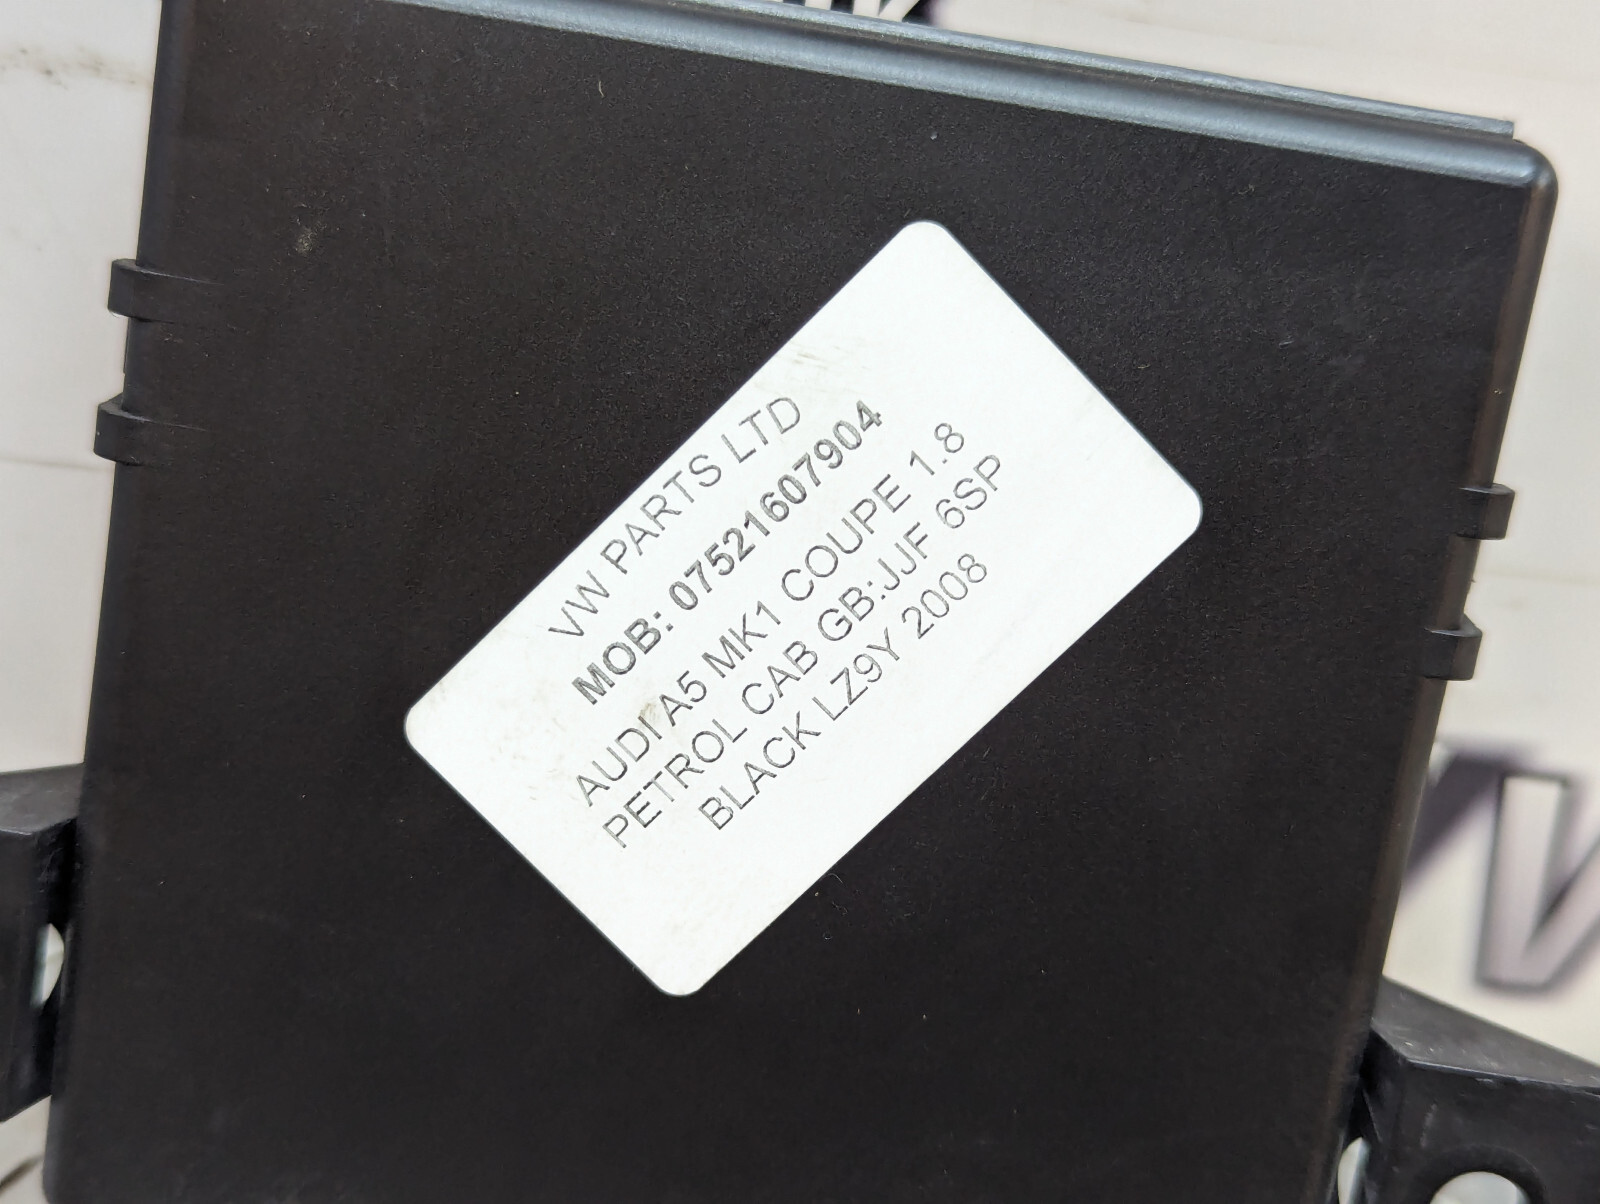 VW PARTS LTD
MOB: 07521607904
AUDI A5 MK1 COUPE 1.8
PETROL CAB GB:JJF 6SP
BLACK LZ9Y 2008